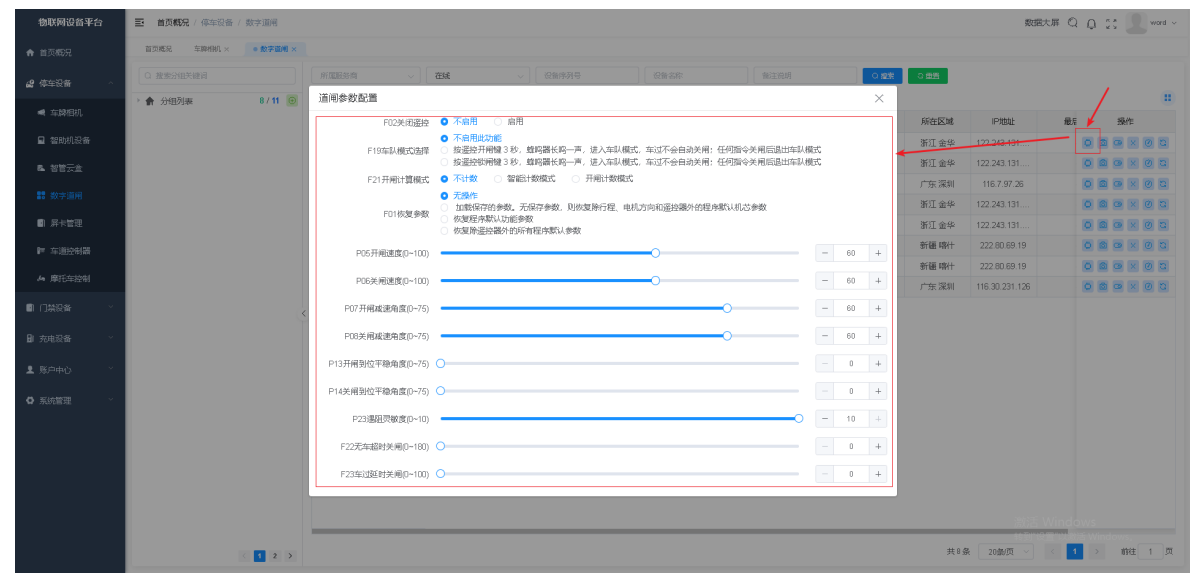 物联网设备平台
首页概况 / 停车设备 / 数字道闸
数据大屏
word
首页概况
停车设备
车牌相机
智助机设备
智管云盒
数字道闸
屏卡管理
车道控制器
摩托车控制
门禁设备
充电设备
账户中心
系统管理
首页概况
车牌相机 ×
数字道闸 ×
搜索分组关键词
分组列表
8 / 11
1 2
所属服务商
在线
设备序列号
设备名称
备注说明
搜索
重置
道闸参数配置
F02关闭遥控
不启用
启用
F19车队模式选择
不启用此功能
按遥控开闸键 3 秒,蜂鸣器长鸣一声,进入车队模式,车过不会自动关闸;任何指令关闸后退出车队模式
按遥控锁闸键 3 秒,蜂鸣器长鸣一声,进入车队模式,车过不会自动关闸;任何指令关闸后退出车队模式
F21开闸计算模式
不计数
智能计数模式
开闸计数模式
F01恢复参数
无操作
加载保存的参数。无保存参数,则恢复除行程、电机方向和遥控器外的程序默认机芯参数
恢复程序默认功能参数
恢复除遥控器外的所有程序默认参数
P05开闸速度(0~100)
60
P06关闸速度(0~100)
60
P07开闸减速角度(0~75)
60
P08关闸减速角度(0~75)
60
P13开闸到位平稳角度(0~75)
0
P14关闸到位平稳角度(0~75)
0
P23遇阻灵敏度(0~10)
10
F22无车超时关闸(0~180)
0
F23车过延时关闸(0~100)
0
所在区域 IP地址 操作
浙江 金华 122.243.131....
浙江 金华 122.243.131....
广东 深圳 116.7.97.26
浙江 金华 122.243.131....
浙江 金华 122.243.131....
新疆 喀什 222.80.69.19
新疆 喀什 222.80.69.19
广东 深圳 116.30.231.126
共 8 条 20条/页 1 前往 1 页